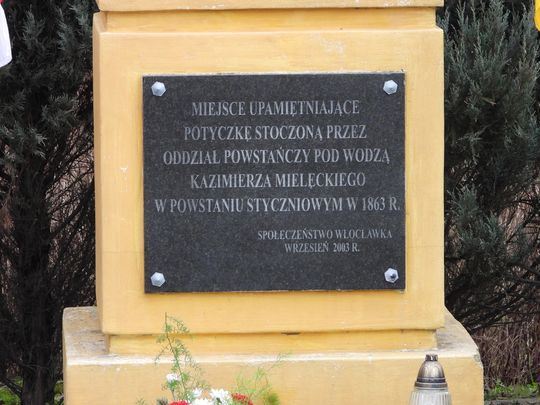 MIEJSCE UPAMIĘTNIAJĄCE
POTYCZKĘ STOCZONĄ PRZEZ
ODDZIAŁ POWSTAŃCZY POD WODZĄ
KAZIMIERZA MIELĘCKIEGO
W POWSTANIU STYCZNIOWYM W 1863 R.
SPOŁECZEŃSTWO WŁOCŁAWKA
WRZESIEŃ 2003 R.